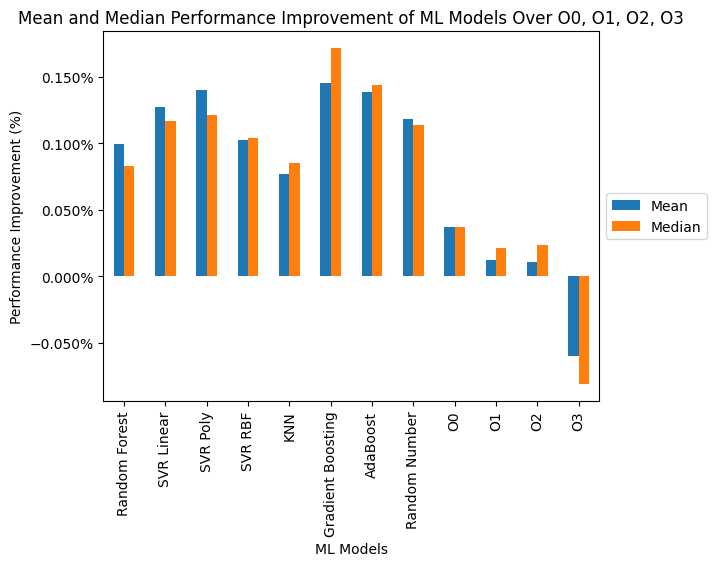 Mean and Median Performance Improvement of ML Models Over O0, O1, O2, O3
Performance Improvement (%)
0.150%
0.100%
0.050%
0.000%
−0.050%
Mean
Median
Random Forest
SVR Linear
SVR Poly
SVR RBF
KNN
Gradient Boosting
AdaBoost
Random Number
O0
O1
O2
O3
ML Models